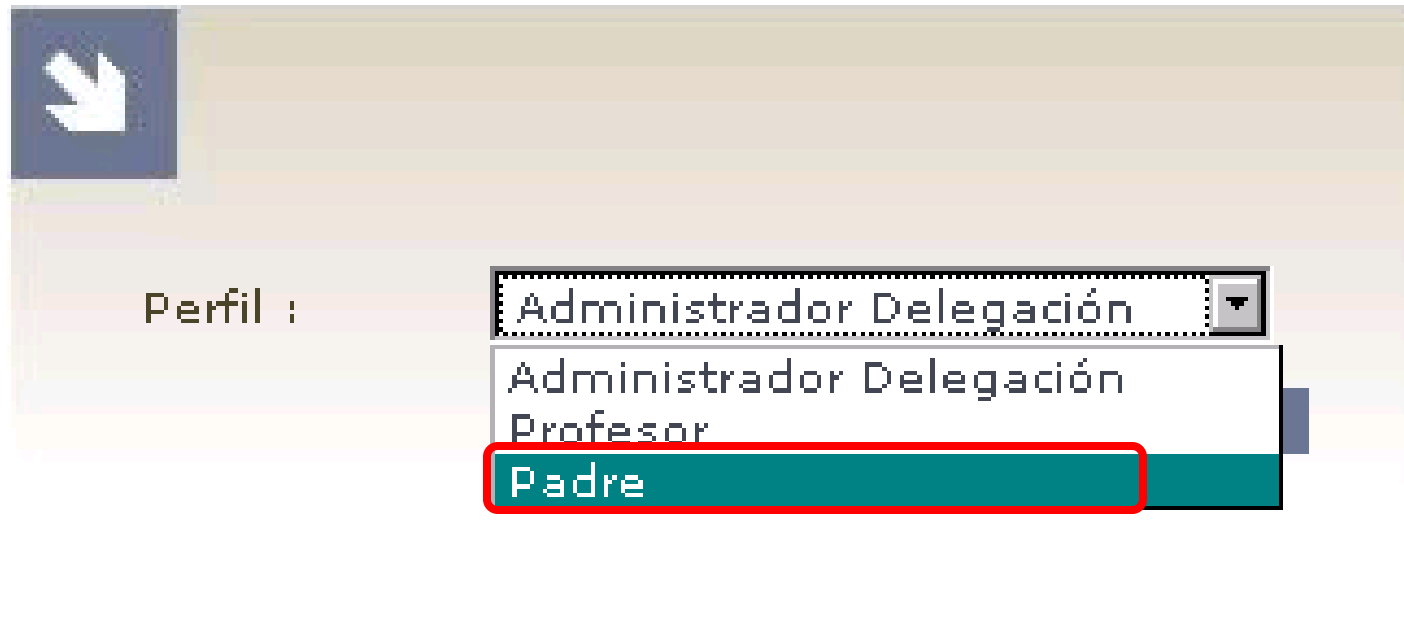 Perfil :
Administrador Delegación
Administrador Delegación
Profesor
Padre